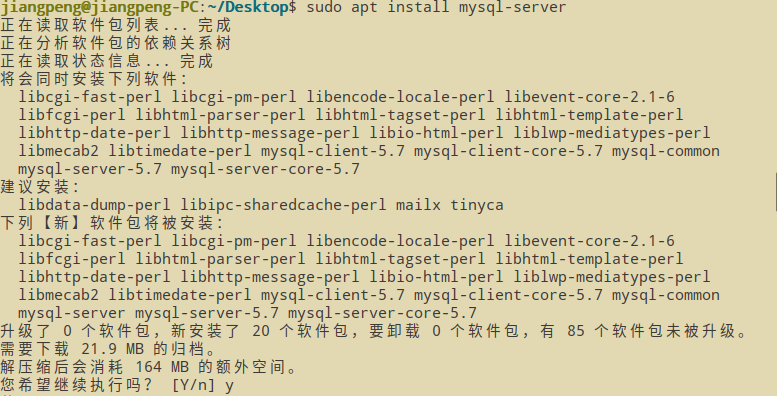 jiangpeng@jiangpeng-PC:~/Desktop$ sudo apt install mysql-server
正在读取软件包列表... 完成
正在分析软件包的依赖关系树
正在读取状态信息... 完成
将会同时安装下列软件:
  libcgi-fast-perl libcgi-pm-perl libencode-locale-perl libevent-core-2.1-6
  libfcgi-perl libhtml-parser-perl libhtml-tagset-perl libhtml-template-perl
  libhttp-date-perl libhttp-message-perl libio-html-perl liblwp-mediatypes-perl
  libmecab2 libtimedate-perl mysql-client-5.7 mysql-client-core-5.7 mysql-common
  mysql-server-5.7 mysql-server-core-5.7
建议安装:
  libdata-dump-perl libipc-sharedcache-perl mailx tinyca
下列【新】软件包将被安装:
  libcgi-fast-perl libcgi-pm-perl libencode-locale-perl libevent-core-2.1-6
  libfcgi-perl libhtml-parser-perl libhtml-tagset-perl libhtml-template-perl
  libhttp-date-perl libhttp-message-perl libio-html-perl liblwp-mediatypes-perl
  libmecab2 libtimedate-perl mysql-client-5.7 mysql-client-core-5.7 mysql-common
  mysql-server mysql-server-5.7 mysql-server-core-5.7
升级了 0 个软件包，新安装了 20 个软件包，要卸载 0 个软件包，有 85 个软件包未被升级。
需要下载 21.9 MB 的归档。
解压缩后会消耗 164 MB 的额外空间。
您希望继续执行吗？ [Y/n] y